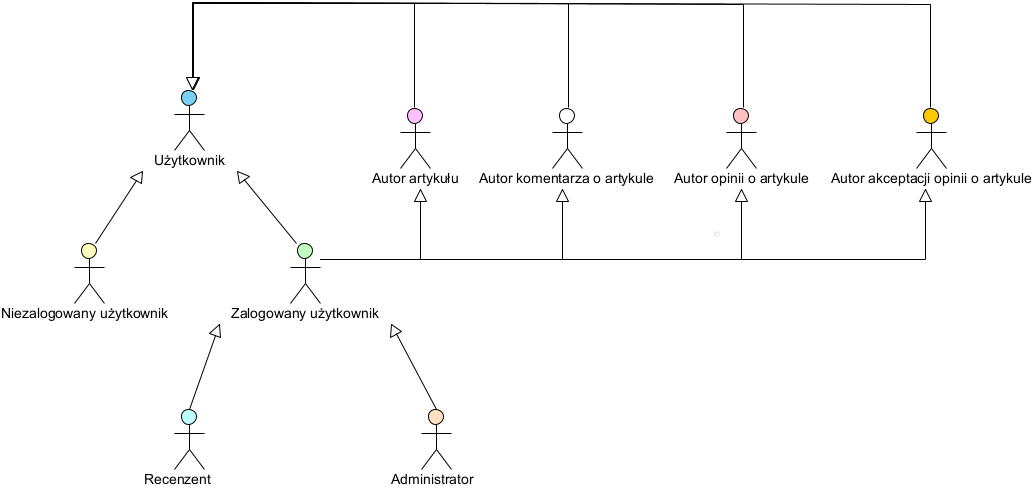 Użytkownik
Autor artykułu
Autor komentarza o artykule
Autor opinii o artykule
Autor akceptacji opinii o artykule
Niezalogowany użytkownik
Zalogowany użytkownik
Recenzent
Administrator